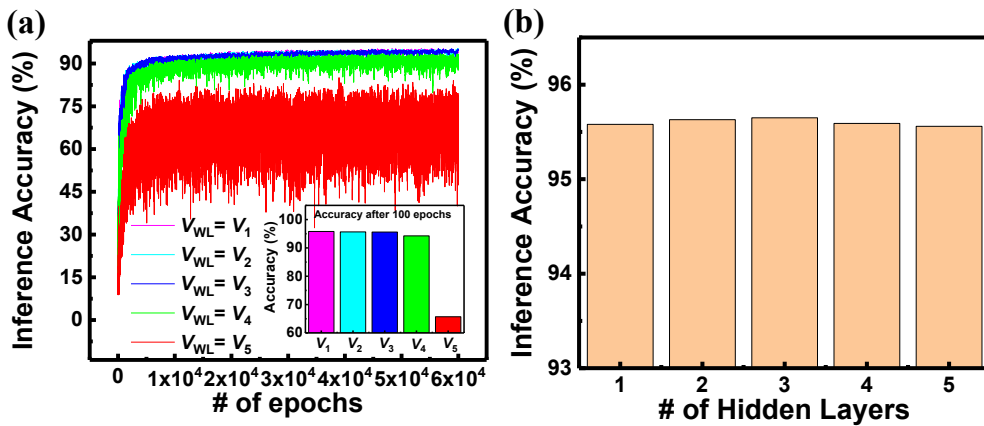 (a)
Inference Accuracy (%)
90
75
60
45
30
15
0
V_WL= V_1
V_WL= V_2
V_WL= V_3
V_WL= V_4
V_WL= V_5
Accuracy after 100 epochs
Accuracy (%)
100
90
80
70
60
V_1 V_2 V_3 V_4 V_5
0 1x10^4 2x10^4 3x10^4 4x10^4 5x10^4 6x10^4
# of epochs
(b)
Inference Accuracy (%)
96
95
94
93
1 2 3 4 5
# of Hidden Layers